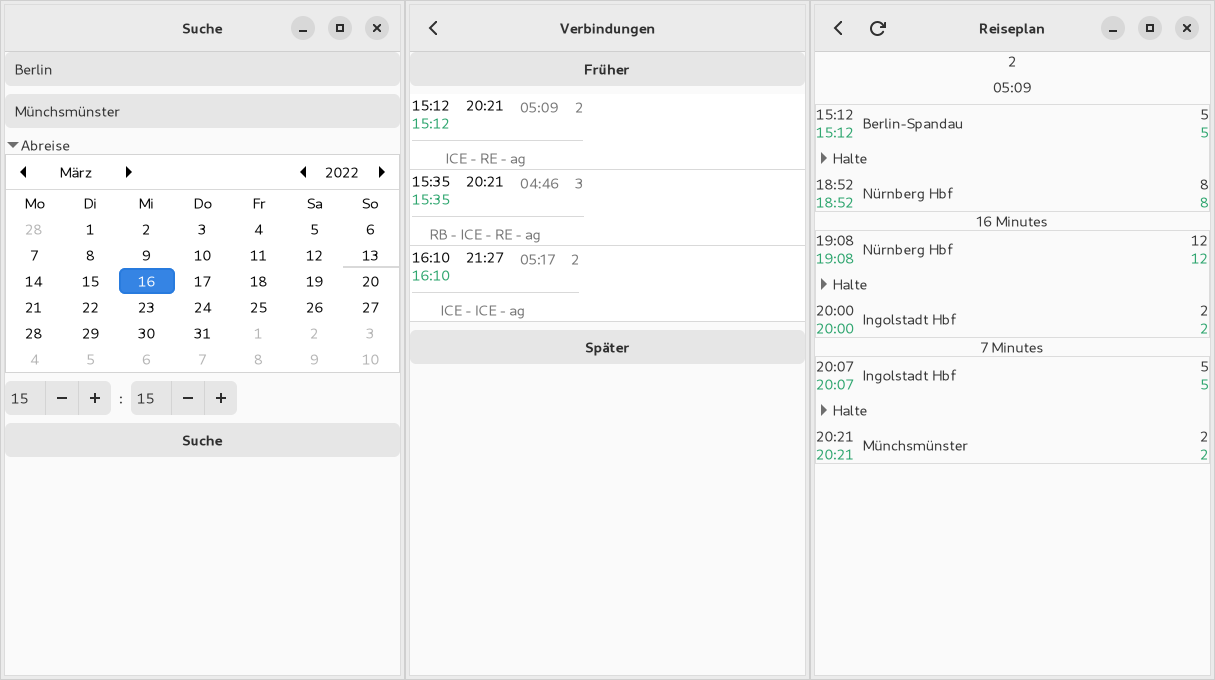 Suche
Berlin
Münchsmünster
Abreise
März 2022
Mo Di Mi Do Fr Sa So
28 1 2 3 4 5 6
7 8 9 10 11 12 13
14 15 16 17 18 19 20
21 22 23 24 25 26 27
28 29 30 31 1 2 3
4 5 6 7 8 9 10
15 − + : 15 − +
Suche
Verbindungen
Früher
15:12 20:21 05:09 2
15:12
ICE - RE - ag
15:35 20:21 04:46 3
15:35
RB - ICE - RE - ag
16:10 21:27 05:17 2
16:10
ICE - ICE - ag
Später
Reiseplan
2
05:09
15:12 Berlin-Spandau 5
15:12 5
Halte
18:52 Nürnberg Hbf 8
18:52 8
16 Minutes
19:08 Nürnberg Hbf 12
19:08 12
Halte
20:00 Ingolstadt Hbf 2
20:00 2
7 Minutes
20:07 Ingolstadt Hbf 5
20:07 5
Halte
20:21 Münchsmünster 2
20:21 2